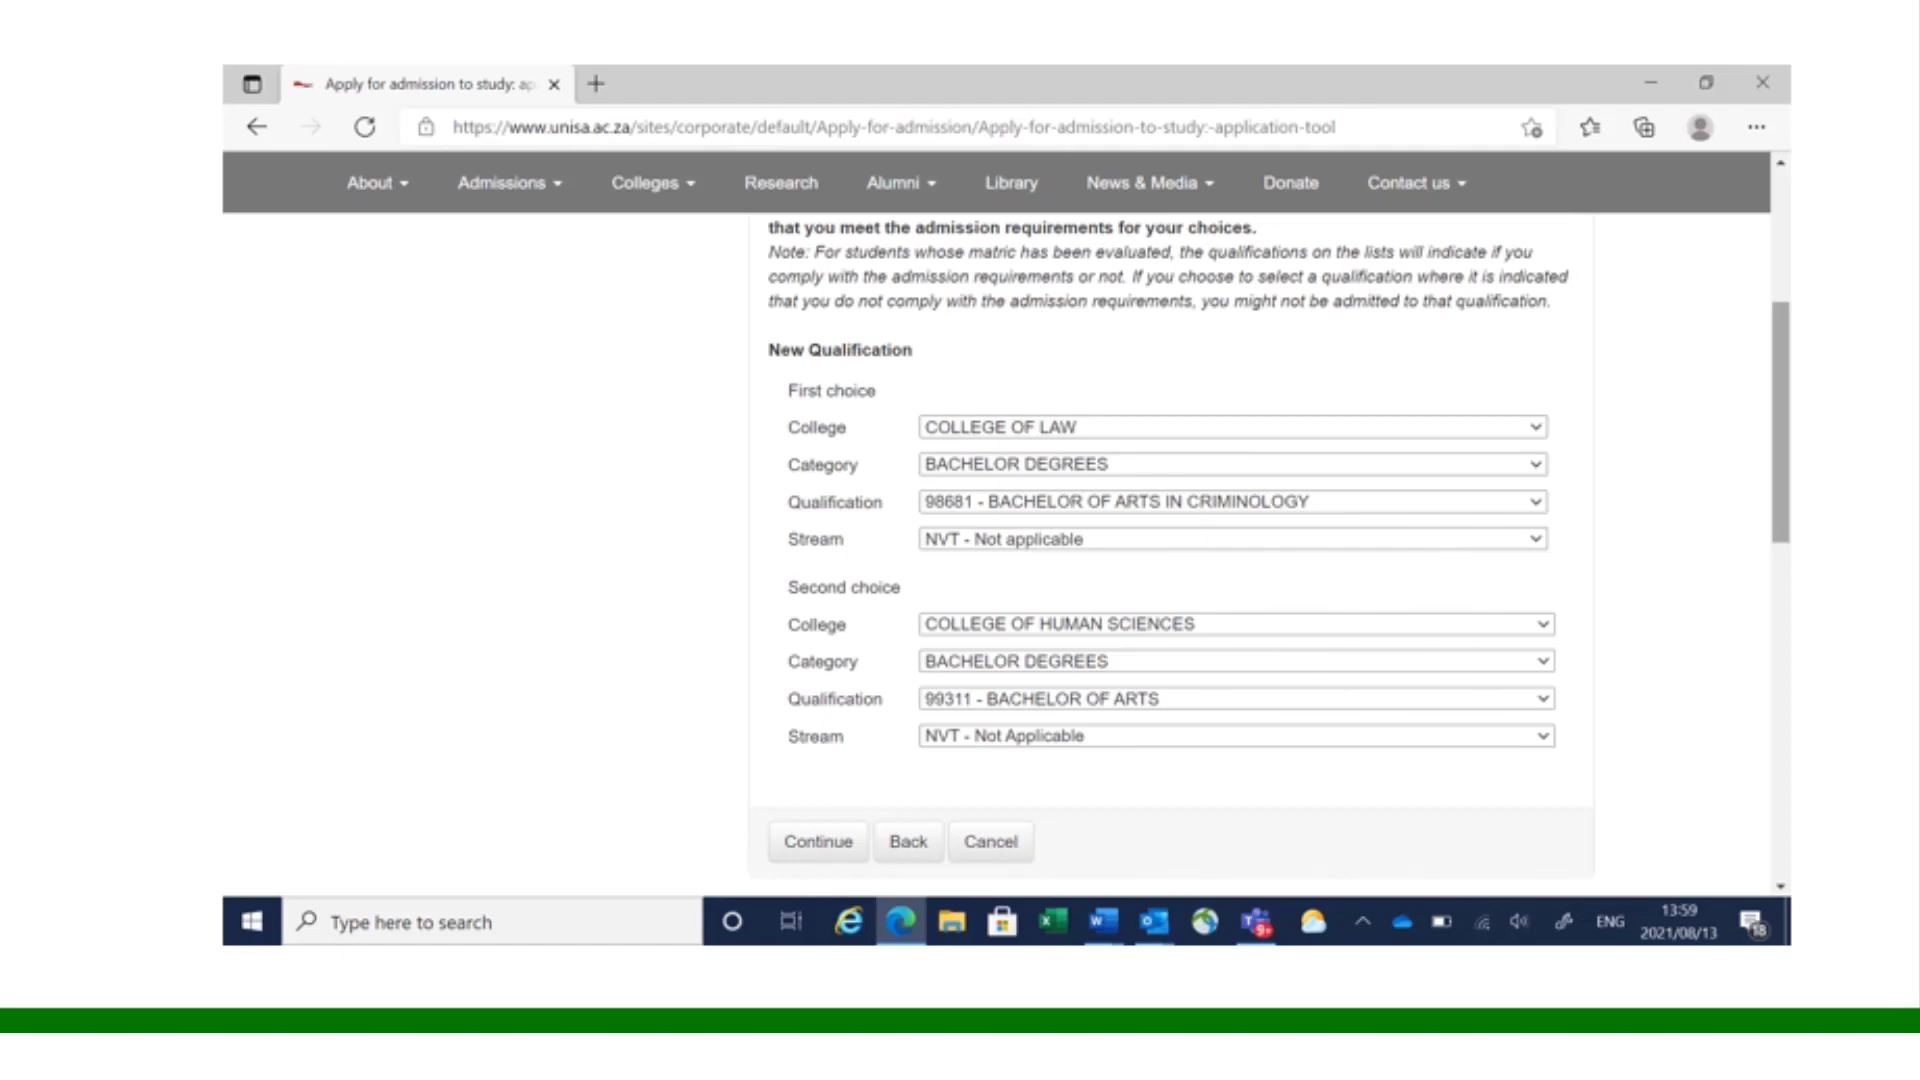 Apply for admission to study: ap
https://www.unisa.ac.za/sites/corporate/default/Apply-for-admission/Apply-for-admission-to-study:-application-tool
About Admissions Colleges Research Alumni Library News & Media Donate Contact us
that you meet the admission requirements for your choices.
Note: For students whose matric has been evaluated, the qualifications on the lists will indicate if you
comply with the admission requirements or not. If you choose to select a qualification where it is indicated
that you do not comply with the admission requirements, you might not be admitted to that qualification.
New Qualification
First choice
College COLLEGE OF LAW
Category BACHELOR DEGREES
Qualification 98681 - BACHELOR OF ARTS IN CRIMINOLOGY
Stream NVT - Not applicable
Second choice
College COLLEGE OF HUMAN SCIENCES
Category BACHELOR DEGREES
Qualification 99311 - BACHELOR OF ARTS
Stream NVT - Not Applicable
Continue Back Cancel
Type here to search
9+
ENG
13:59
2021/08/13
18